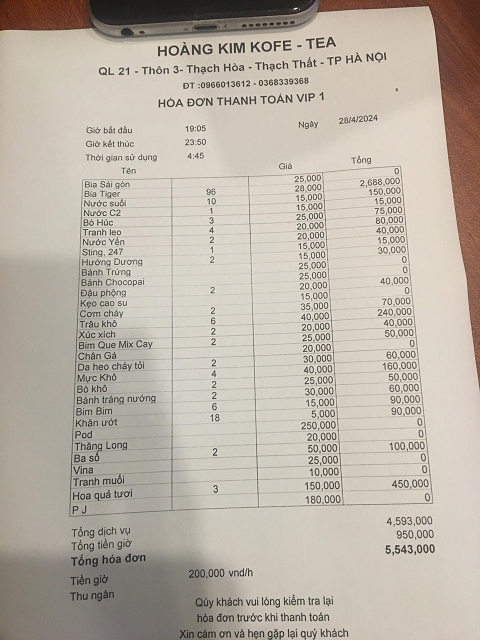 HOÀNG KIM KOFE - TEA
QL 21 - Thôn 3- Thạch Hòa - Thạch Thất - TP HÀ NỘI
ĐT :0966013612 - 0368339368
HÓA ĐƠN THANH TOÁN VIP 1
Giờ bắt đầu 19:05 Ngày 28/4/2024
Giờ kết thúc 23:50
Thời gian sử dụng 4:45
Tên Giá Tổng
Bia Sài gòn 25,000 0
Bia Tiger 96 28,000 2,688,000
Nước suối 10 15,000 150,000
Nước C2 1 15,000 15,000
Bò Húc 3 25,000 75,000
Tranh leo 4 20,000 80,000
Nước Yến 2 20,000 40,000
Sting, 247 1 15,000 15,000
Hướng Dương 2 15,000 30,000
Bánh Trứng 25,000 0
Bánh Chocopai 25,000 0
Đậu phộng 2 20,000 40,000
Kẹo cao su 15,000 0
Cơm cháy 2 35,000 70,000
Trâu khô 6 40,000 240,000
Xúc xích 2 20,000 40,000
Bim Que Mix Cay 2 25,000 50,000
Chân Gà 20,000 0
Da heo cháy tỏi 2 30,000 60,000
Mực Khô 4 40,000 160,000
Bò khô 2 25,000 50,000
Bánh tráng nướng 2 30,000 60,000
Bim Bim 6 15,000 90,000
Khăn ướt 18 5,000 90,000
Pod 250,000 0
Thăng Long 20,000 0
Ba số 2 50,000 100,000
Vina 25,000 0
Tranh muối 10,000 0
Hoa quả tươi 3 150,000 450,000
P J 180,000 0
Tổng dịch vụ 4,593,000
Tổng tiền giờ 950,000
Tổng hóa đơn 5,543,000
Tiền giờ 200,000 vnd/h
Thu ngân
Qúy khách vui lòng kiểm tra lại
hóa đơn trước khi thanh toán
Xin cám ơn và hẹn gặp lại quý khách